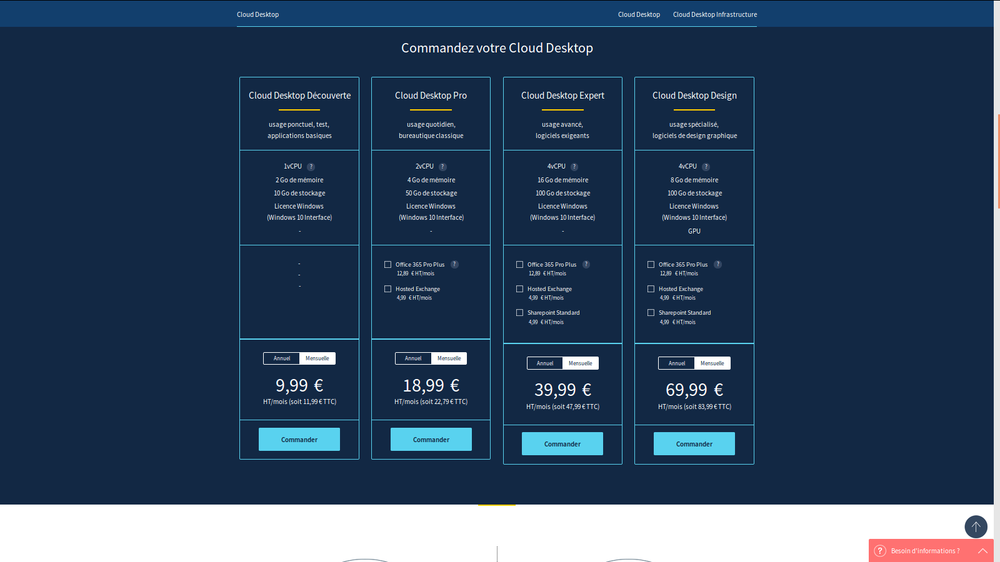 Cloud Desktop
Cloud Desktop
Cloud Desktop Infrastructure
Commandez votre Cloud Desktop
Cloud Desktop Découverte
usage ponctuel, test,
applications basiques
1vCPU ?
2 Go de mémoire
10 Go de stockage
Licence Windows
(Windows 10 Interface)
-
-
-
-
Annuel Mensuelle
9,99 €
HT/mois (soit 11,99 € TTC)
Commander
Cloud Desktop Pro
usage quotidien,
bureautique classique
2vCPU ?
4 Go de mémoire
50 Go de stockage
Licence Windows
(Windows 10 Interface)
-
Office 365 Pro Plus ?
12,89 € HT/mois
Hosted Exchange
4,99 € HT/mois
Annuel Mensuelle
18,99 €
HT/mois (soit 22,79 € TTC)
Commander
Cloud Desktop Expert
usage avancé,
logiciels exigeants
4vCPU ?
16 Go de mémoire
100 Go de stockage
Licence Windows
(Windows 10 Interface)
-
Office 365 Pro Plus ?
12,89 € HT/mois
Hosted Exchange
4,99 € HT/mois
Sharepoint Standard
4,99 € HT/mois
Annuel Mensuelle
39,99 €
HT/mois (soit 47,99 € TTC)
Commander
Cloud Desktop Design
usage spécialisé,
logiciels de design graphique
4vCPU ?
8 Go de mémoire
100 Go de stockage
Licence Windows
(Windows 10 Interface)
GPU
Office 365 Pro Plus ?
12,89 € HT/mois
Hosted Exchange
4,99 € HT/mois
Sharepoint Standard
4,99 € HT/mois
Annuel Mensuelle
69,99 €
HT/mois (soit 83,99 € TTC)
Commander
? Besoin d'informations ?